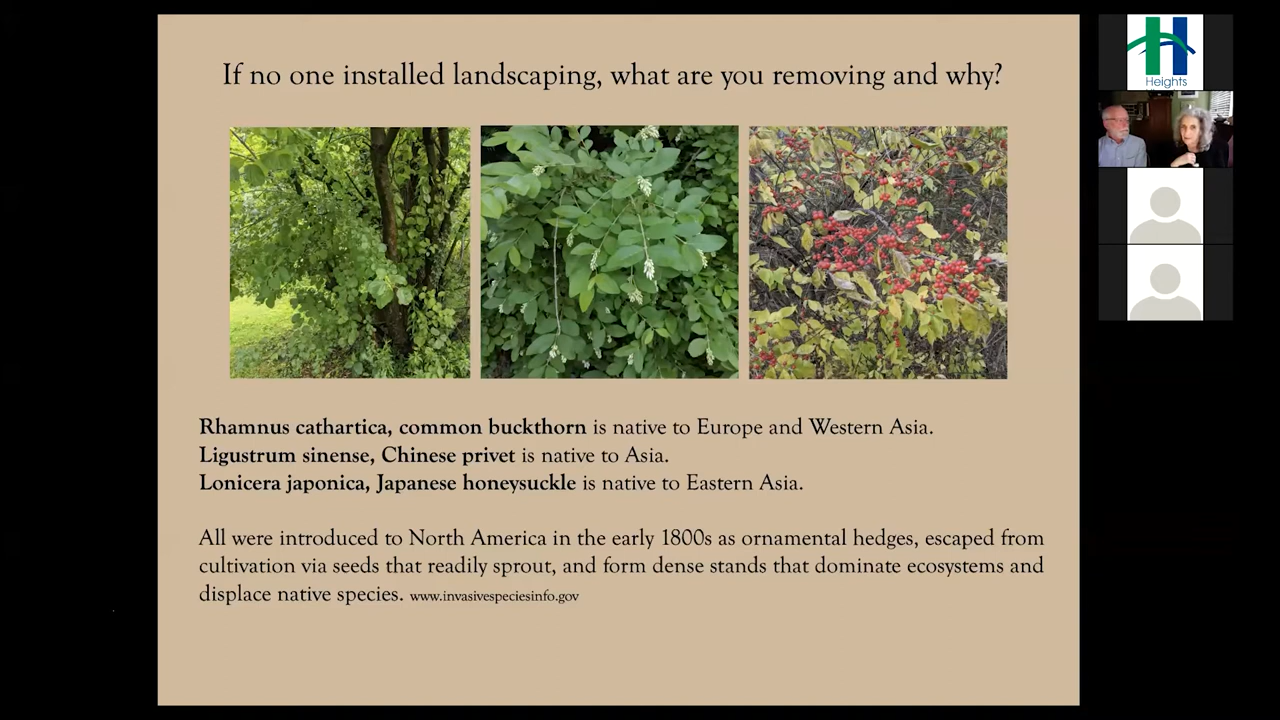 If no one installed landscaping, what are you removing and why?
Heights
Rhamnus cathartica, common buckthorn is native to Europe and Western Asia.
Ligustrum sinense, Chinese privet is native to Asia.
Lonicera japonica, Japanese honeysuckle is native to Eastern Asia.
All were introduced to North America in the early 1800s as ornamental hedges, escaped from
cultivation via seeds that readily sprout, and form dense stands that dominate ecosystems and
displace native species. www.invasivespeciesinfo.gov